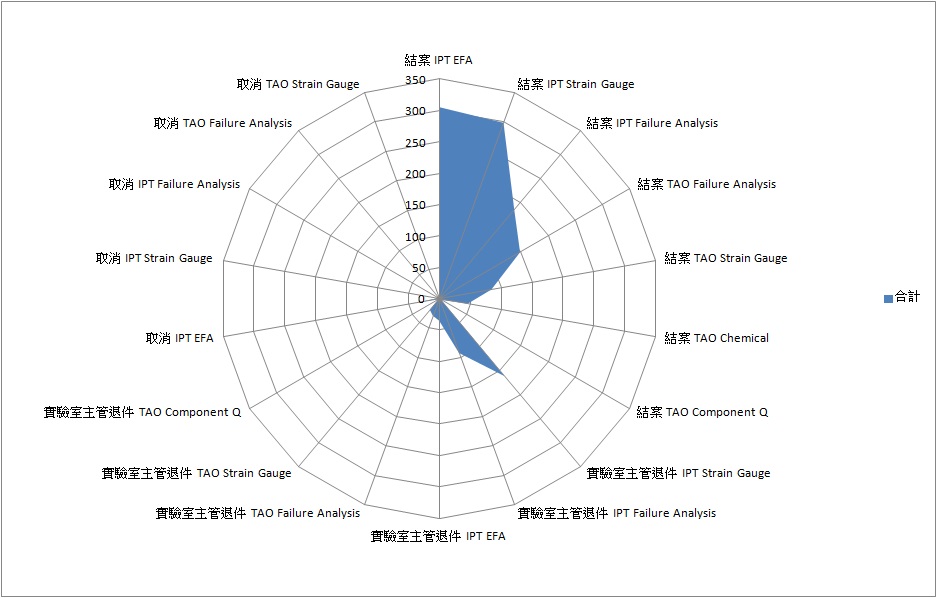 結案 IPT EFA
結案 IPT Strain Gauge
結案 IPT Failure Analysis
結案 TAO Failure Analysis
結案 TAO Strain Gauge
結案 TAO Chemical
結案 TAO Component Q
實驗室主管退件 IPT Strain Gauge
實驗室主管退件 IPT Failure Analysis
實驗室主管退件 IPT EFA
實驗室主管退件 TAO Failure Analysis
實驗室主管退件 TAO Strain Gauge
實驗室主管退件 TAO Component Q
取消 IPT EFA
取消 IPT Strain Gauge
取消 IPT Failure Analysis
取消 TAO Failure Analysis
取消 TAO Strain Gauge
350
300
250
200
150
100
50
0
合計